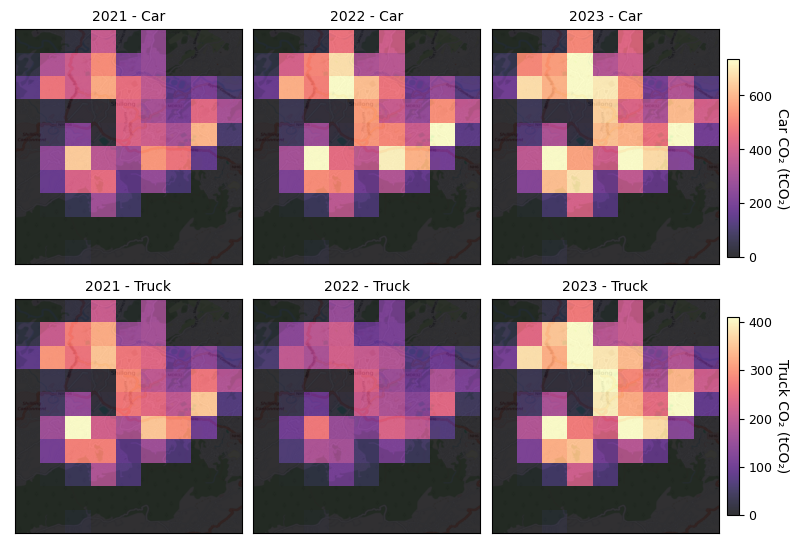 2021 - Car
2022 - Car
2023 - Car
600
400
200
0
Car CO₂ (tCO₂)
2021 - Truck
2022 - Truck
2023 - Truck
400
300
200
100
0
Truck CO₂ (tCO₂)